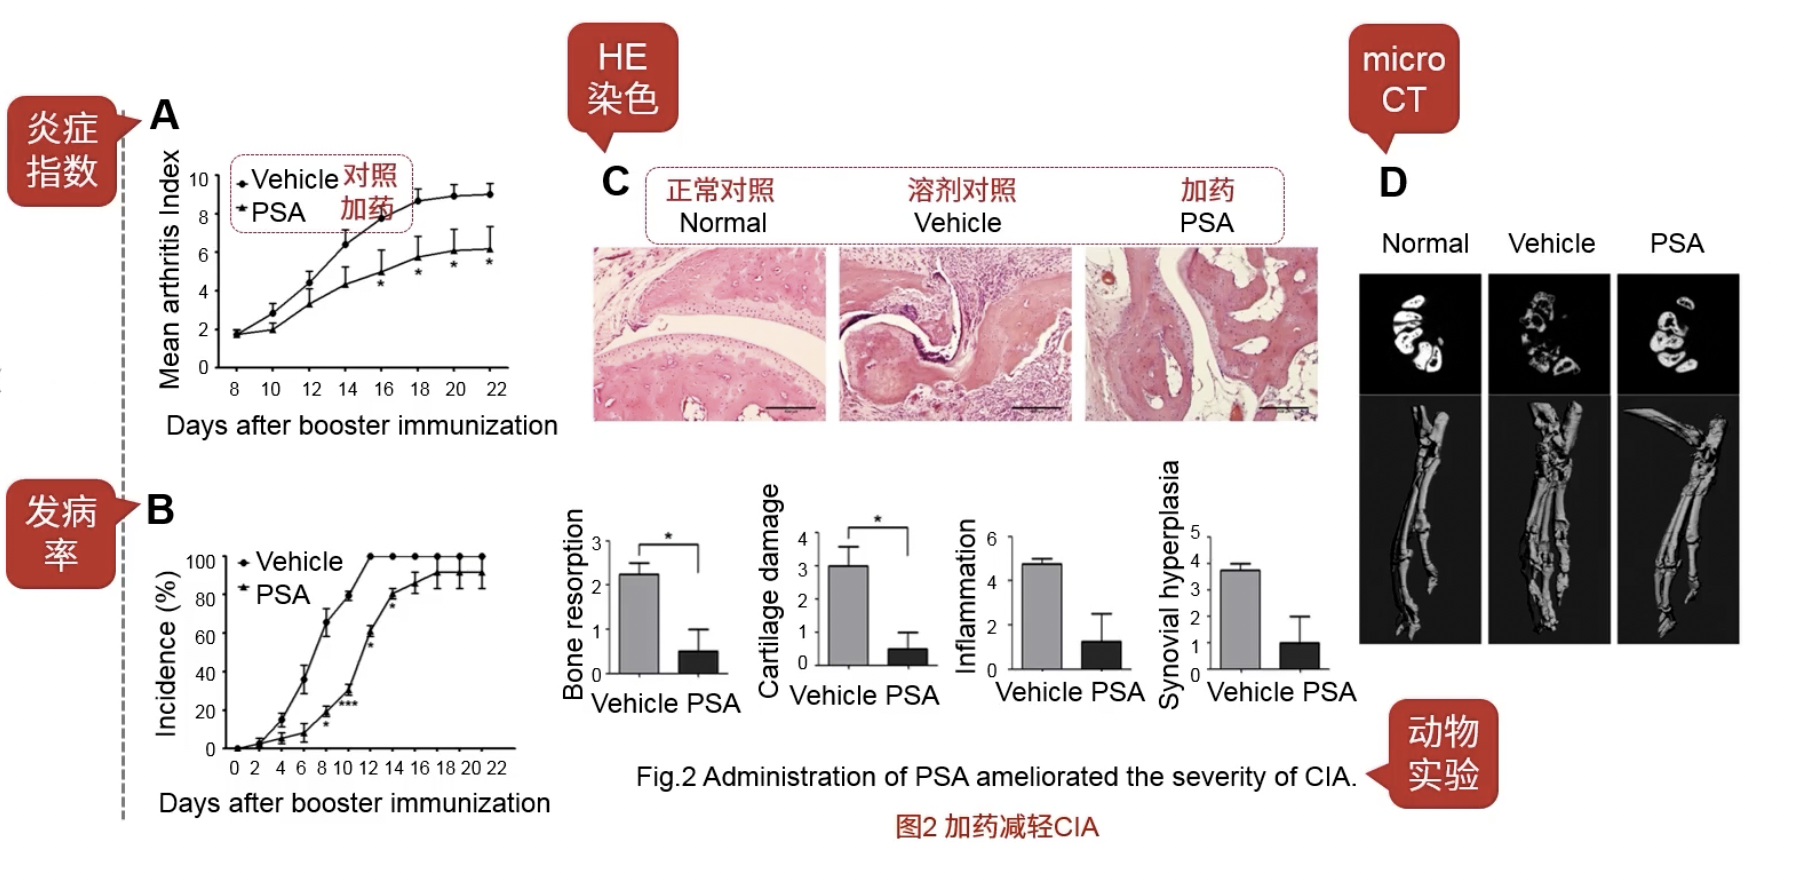 炎症
指数
A
Mean arthritis Index
10
8
6
4
2
0
Vehicle 对照
PSA 加药
*
*
*
*
8 10 12 14 16 18 20 22
Days after booster immunization
发病
率
B
Incidence (%)
100
80
60
40
20
0
Vehicle
PSA
*
***
*
*
0 2 4 6 8 10 12 14 16 18 20 22
Days after booster immunization
HE
染色
C
正常对照 溶剂对照 加药
Normal Vehicle PSA
Bone resorption
3
2
1
0
*
Vehicle PSA
Cartilage damage
4
3
2
1
0
*
Vehicle PSA
Inflammation
6
4
2
0
Vehicle PSA
Synovial hyperplasia
5
4
3
2
1
0
Vehicle PSA
micro
CT
D
Normal Vehicle PSA
Fig.2 Administration of PSA ameliorated the severity of CIA.
图2 加药减轻CIA
动物
实验